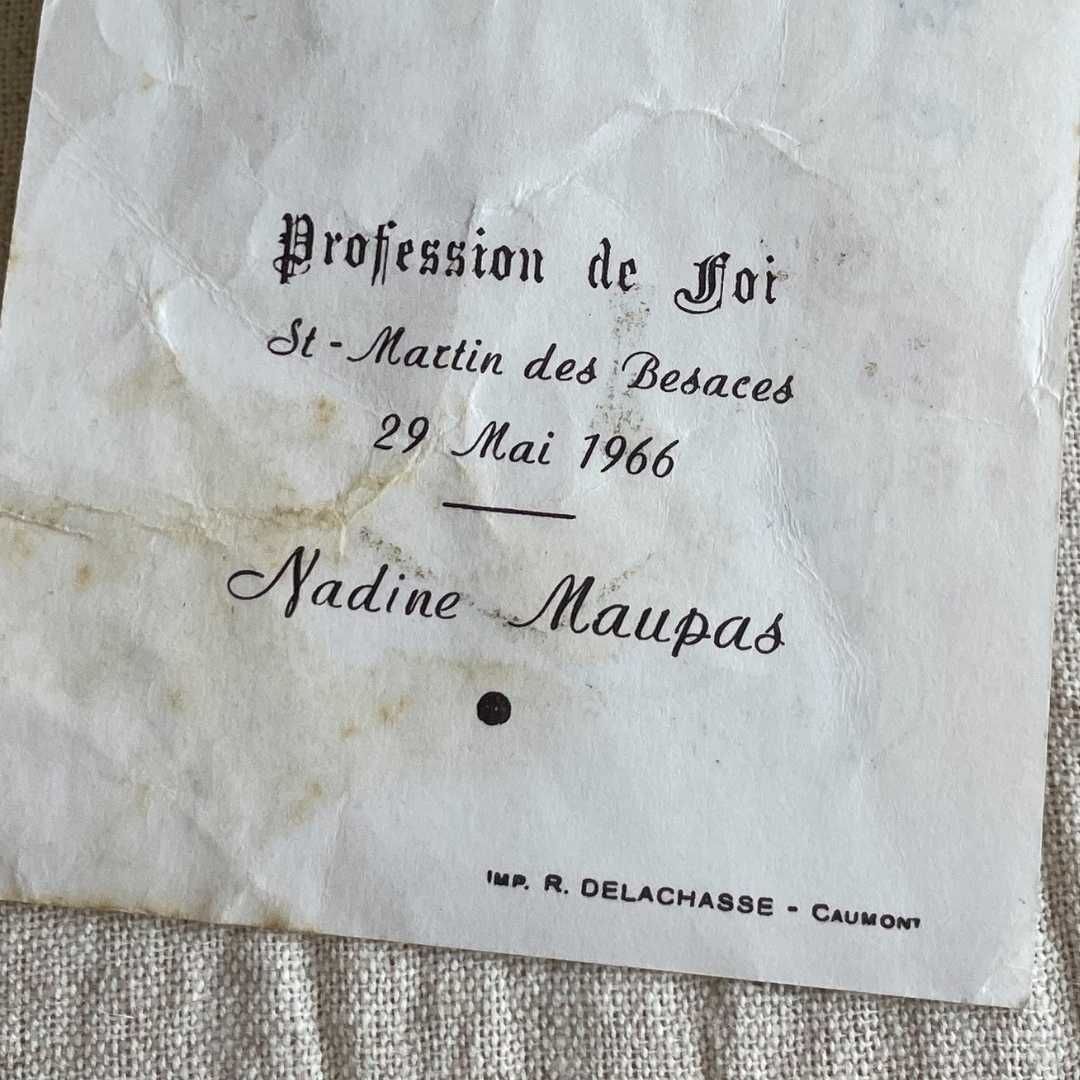 Profession de Foi
St-Martin des Besaces
29 Mai 1966
Nadine Maupas
IMP. R. DELACHASSE - CAUMONT